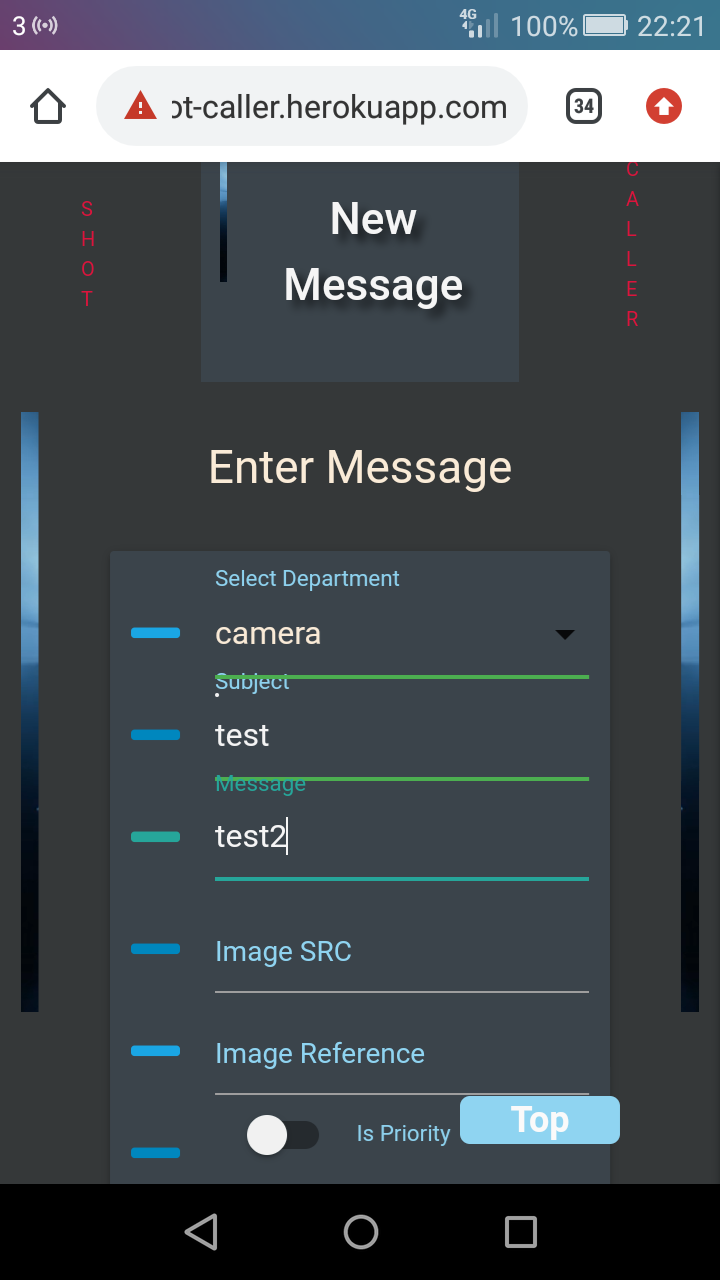 3 4G 100% 22:21
ot-caller.herokuapp.com 34
SHOT
CALLER
New
Message
Enter Message
Select Department
camera
Subject
test
Message
test2
Image SRC
Image Reference
Is Priority
Top